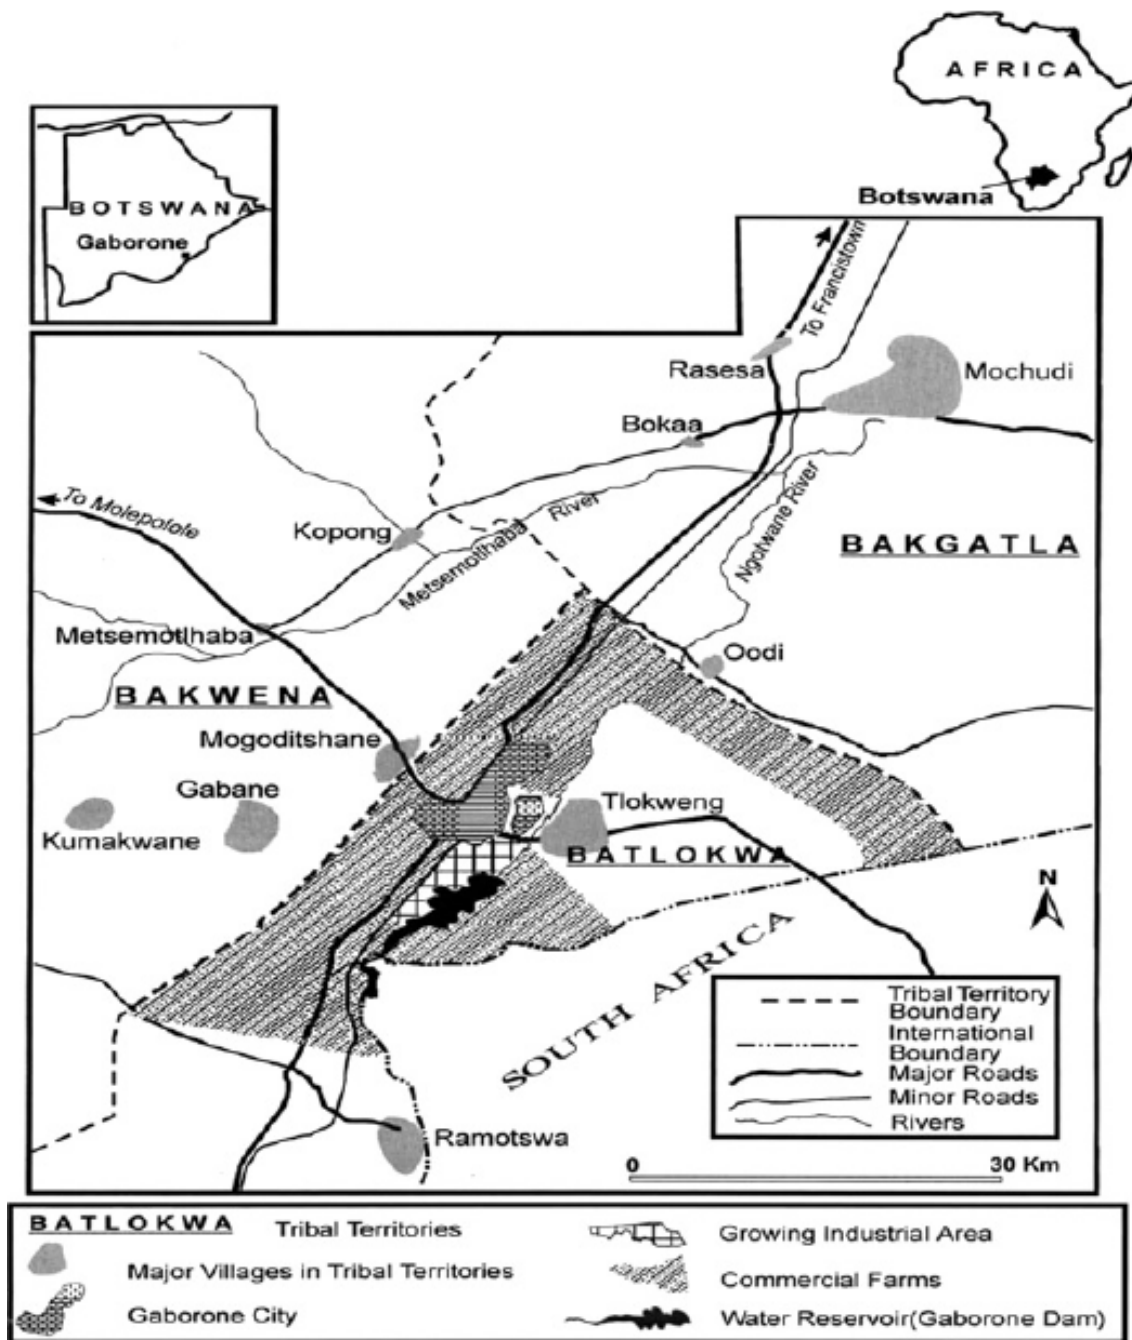 AFRICA
Botswana
BOTSWANA
Gaborone
To Francistown
Rasesa
Mochudi
Bokaa
To Molepolole
Kopong
Metsemotlhaba River
Ngotwane River
BAKGATLA
Metsemotlhaba
Oodi
BAKWENA
Mogoditshane
Gabane
Tlokweng
Kumakwane
BATLOKWA
N
SOUTH AFRICA
Tribal Territory
Boundary
International
Boundary
Major Roads
Minor Roads
Rivers
Ramotswa
0 30 Km
BATLOKWA Tribal Territories
Growing Industrial Area
Major Villages in Tribal Territories
Commercial Farms
Gaborone City
Water Reservoir(Gaborone Dam)